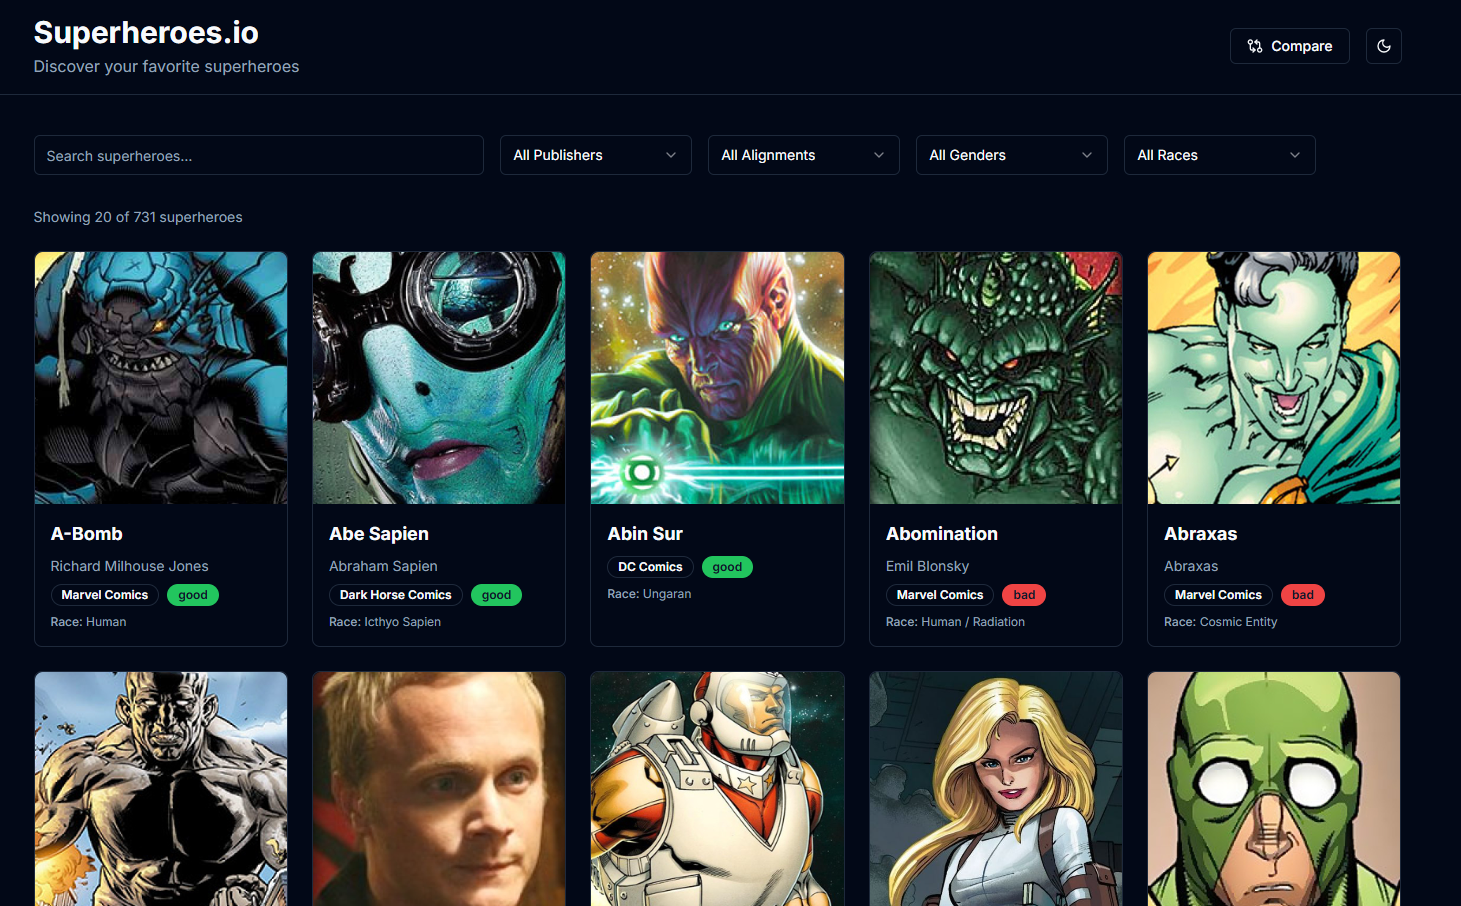 Superheroes.io
Discover your favorite superheroes
Compare
Search superheroes...
All Publishers
All Alignments
All Genders
All Races
Showing 20 of 731 superheroes
A-Bomb
Richard Milhouse Jones
Marvel Comics good
Race: Human
Abe Sapien
Abraham Sapien
Dark Horse Comics good
Race: Icthyo Sapien
Abin Sur
DC Comics good
Race: Ungaran
Abomination
Emil Blonsky
Marvel Comics bad
Race: Human / Radiation
Abraxas
Abraxas
Marvel Comics bad
Race: Cosmic Entity